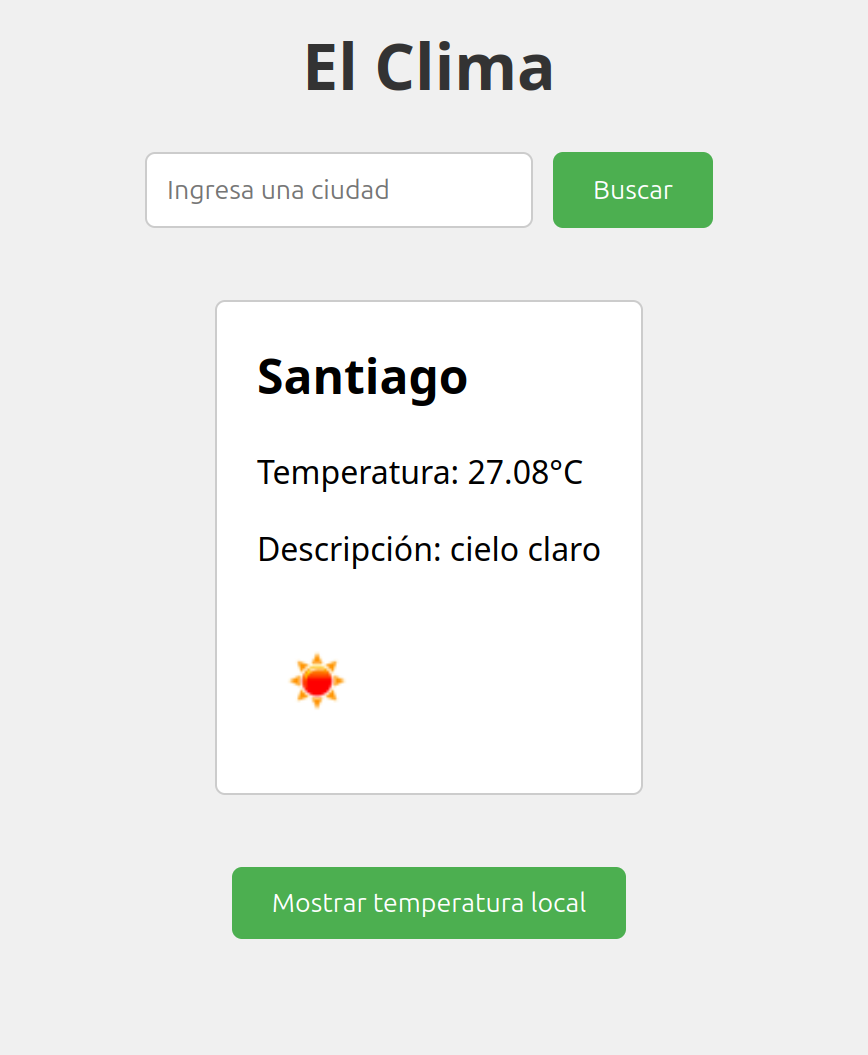 El Clima
Ingresa una ciudad
Buscar
Santiago
Temperatura: 27.08°C
Descripción: cielo claro
Mostrar temperatura local